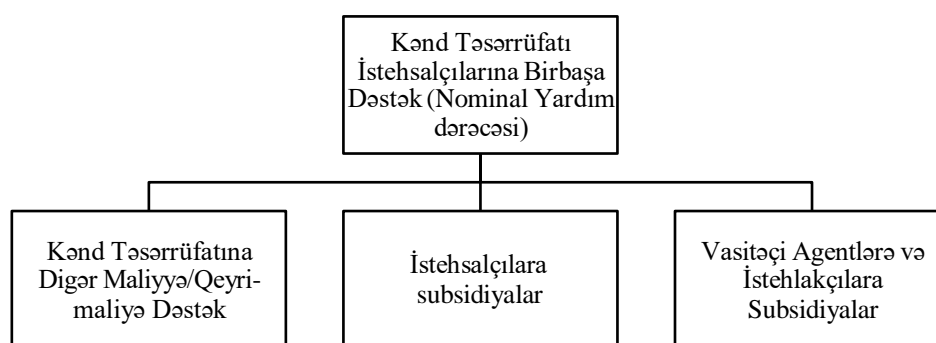 Kənd Təsərrüfatı
İstehsalçılarına Birbaşa
Dəstək (Nominal Yardım
dərəcəsi)
Kənd Təsərrüfatına
Digər Maliyyə/Qeyri-
maliyə Dəstək
İstehsalçılara
subsidiyalar
Vasitəçi Agentlərə və
İstehlakçılara
Subsidiyalar